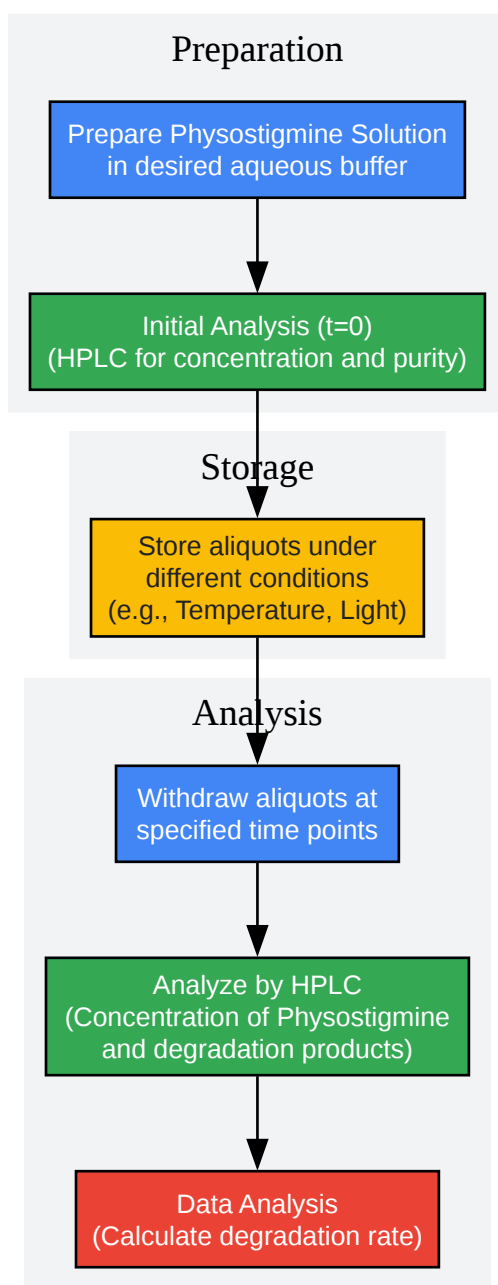 Preparation
Prepare Physostigmine Solution
in desired aqueous buffer
Initial Analysis (t=0)
(HPLC for concentration and purity)
Storage
Store aliquots under
different conditions
(e.g., Temperature, Light)
Analysis
Withdraw aliquots at
specified time points
Analyze by HPLC
(Concentration of Physostigmine
and degradation products)
Data Analysis
(Calculate degradation rate)